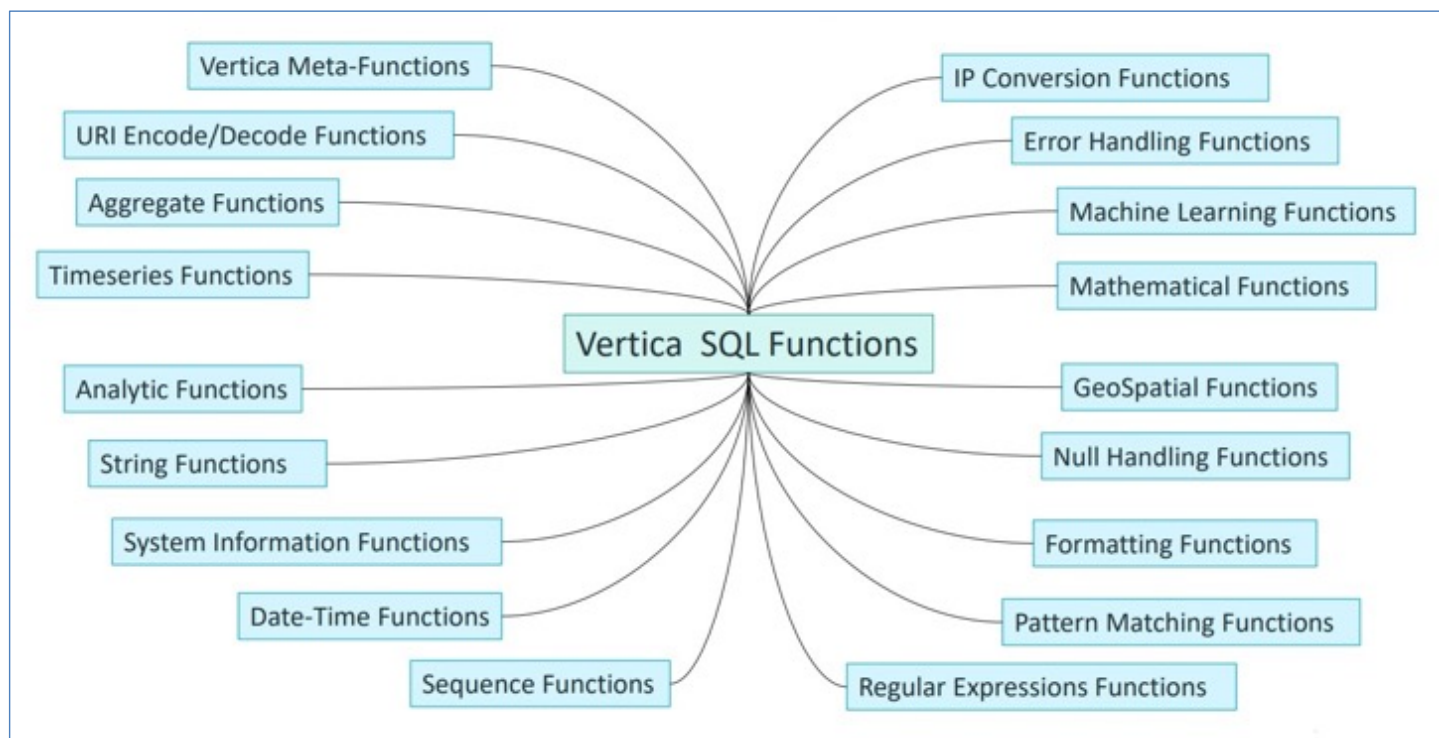 Vertica Meta-Functions
URI Encode/Decode Functions
Aggregate Functions
Timeseries Functions
IP Conversion Functions
Error Handling Functions
Machine Learning Functions
Mathematical Functions
Vertica SQL Functions
Analytic Functions
String Functions
System Information Functions
Date-Time Functions
Sequence Functions
GeoSpatial Functions
Null Handling Functions
Formatting Functions
Pattern Matching Functions
Regular Expressions Functions